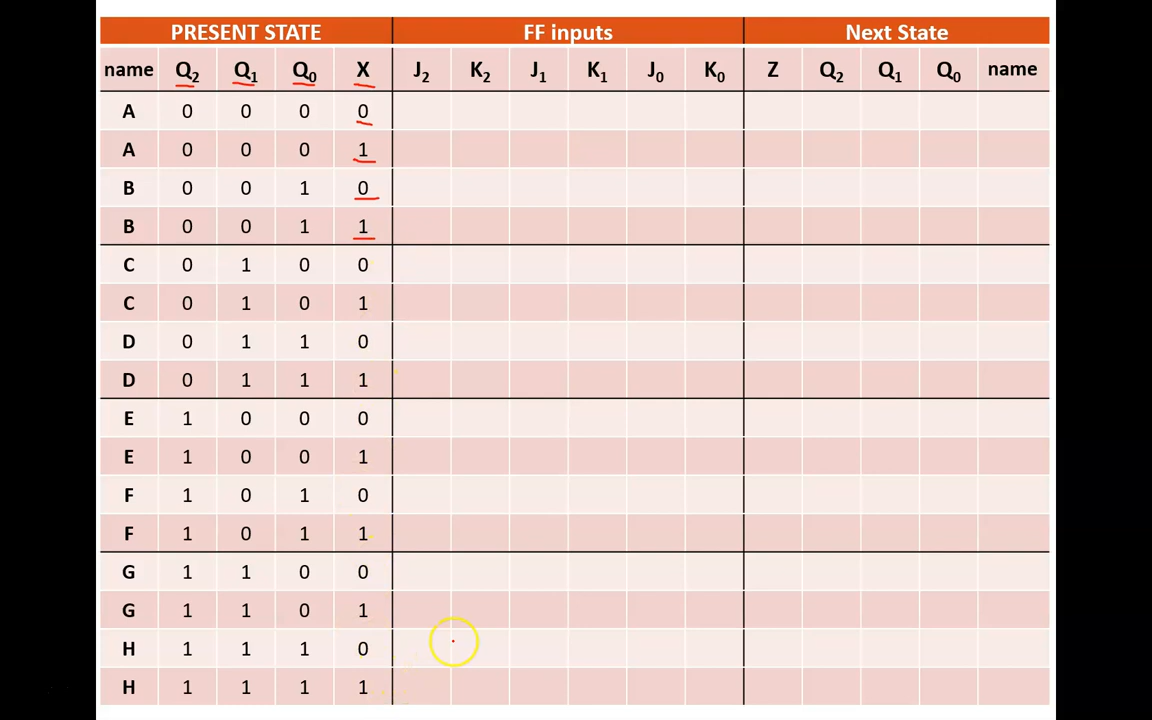 PRESENT STATE FF inputs Next State
name Q₂ Q₁ Q₀ X J₂ K₂ J₁ K₁ J₀ K₀ Z Q₂ Q₁ Q₀ name
A 0 0 0 0
A 0 0 0 1
B 0 0 1 0
B 0 0 1 1
C 0 1 0 0
C 0 1 0 1
D 0 1 1 0
D 0 1 1 1
E 1 0 0 0
E 1 0 0 1
F 1 0 1 0
F 1 0 1 1
G 1 1 0 0
G 1 1 0 1
H 1 1 1 0
H 1 1 1 1